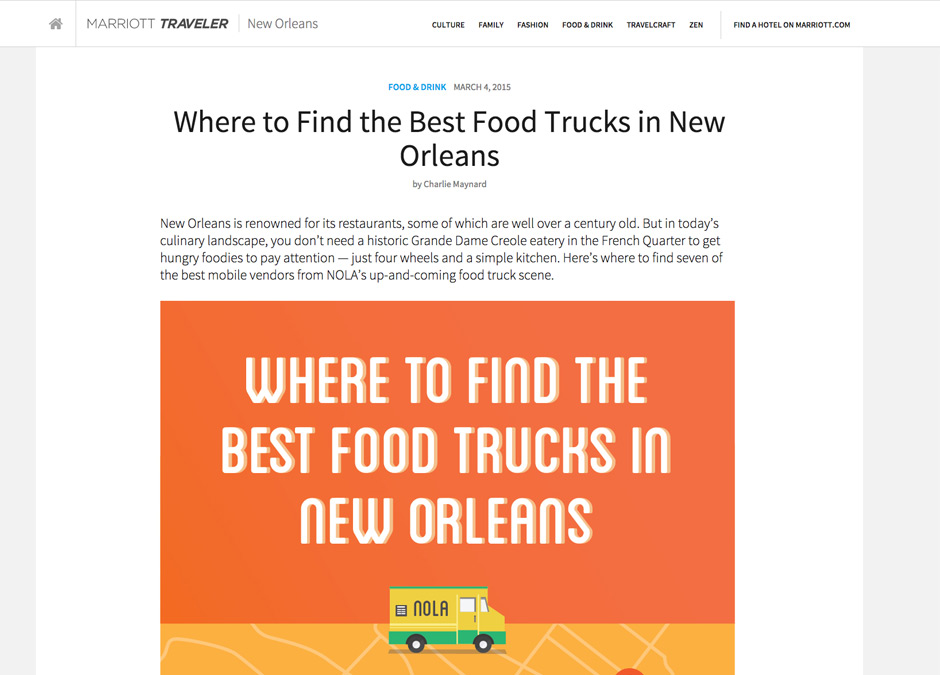 MARRIOTT TRAVELER New Orleans CULTURE FAMILY FASHION FOOD & DRINK TRAVELCRAFT ZEN FIND A HOTEL ON MARRIOTT.COM
FOOD & DRINK MARCH 4, 2015
Where to Find the Best Food Trucks in New
Orleans
by Charlie Maynard
New Orleans is renowned for its restaurants, some of which are well over a century old. But in today's
culinary landscape, you don't need a historic Grande Dame Creole eatery in the French Quarter to get
hungry foodies to pay attention — just four wheels and a simple kitchen. Here's where to find seven of
the best mobile vendors from NOLA's up-and-coming food truck scene.
WHERE TO FIND THE
BEST FOOD TRUCKS IN
NEW ORLEANS
NOLA